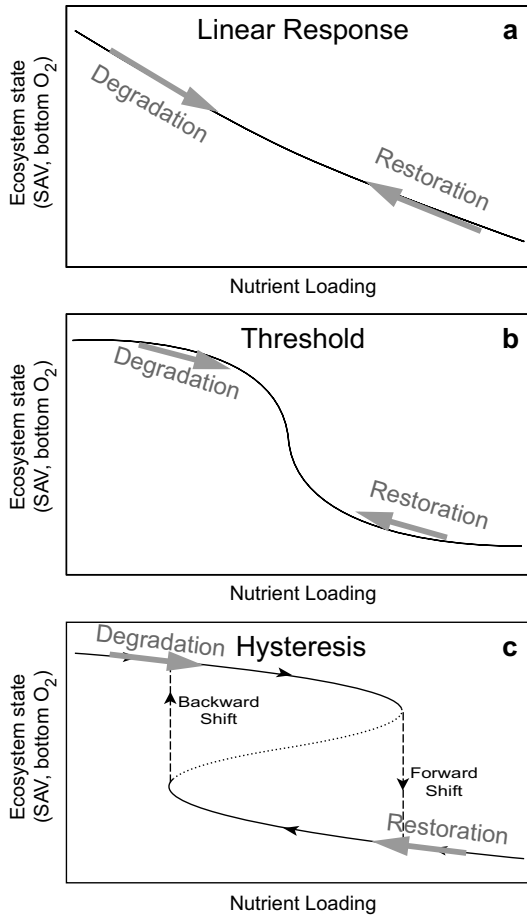 Linear Response
a
Ecosystem state
(SAV, bottom O₂)
Degradation
Restoration
Nutrient Loading
Threshold
b
Ecosystem state
(SAV, bottom O₂)
Degradation
Restoration
Nutrient Loading
Hysteresis
c
Ecosystem state
(SAV, bottom O₂)
Degradation
Backward
Shift
Forward
Shift
Restoration
Nutrient Loading